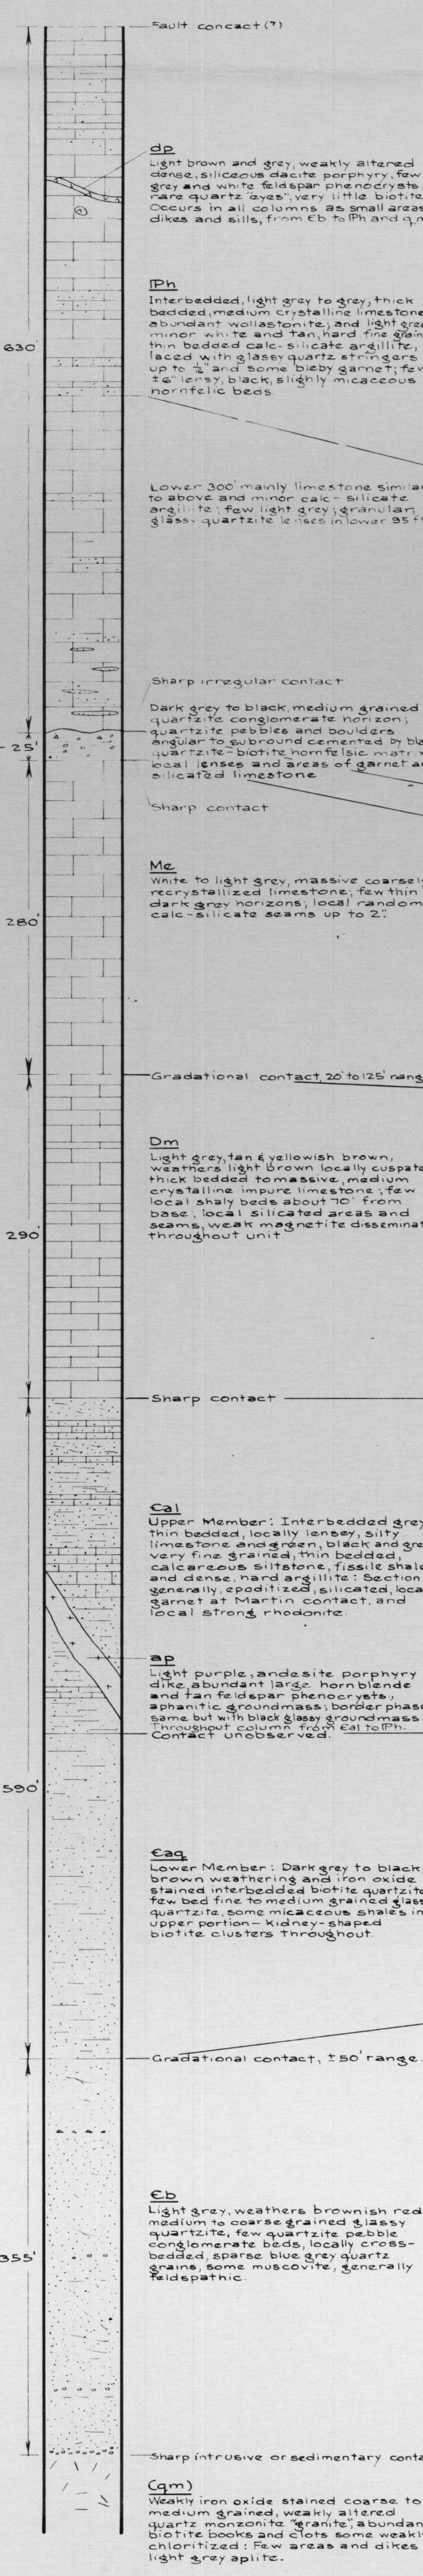 Fault concact(?)
dp
Light brown and grey, weakly altered
dense, siliceous dacite porphyry, few
grey and white feldspar phenocrysts,
rare quartz "eyes", very little biotite
Occurs in all columns as small areas
dikes and sills, from Єb to ℙh and q m
ℙh
Interbedded, light grey to grey, thick
bedded, medium crystalline limestone
abundant wollastonite; and light gree
minor white and tan, hard fine grain
thin bedded calc-silicate argillite,
laced with glassy quartz stringers
630'
up to ½" and some bleby garnet; few
±6" lensy, black, slighly micaceous
hornfelic beds.
Lower 300' mainly limestone simila
to above and minor calc-silicate
argillite; few light grey; granular,
glassy quartzite lenses in lower 95 ft
Sharp irregular contact
Dark grey to black, medium grained
quartzite conglomerate horizon;
quartzite pebbles and boulders
25'
angular to subround cemented by bla
quartzite-biotite hornfelsic matri
local lenses and areas of garnet a
silicated limestone
Sharp contact
Me
White to light grey, massive coarsely
recrystallized limestone; few thin
dark grey horizons; local random
calc-silicate seams up to 2".
280'
Gradational contact, 20' to 125' rang
Dm
Light grey, tan & yellowish brown,
weathers light brown locally cuspate
thick bedded to massive, medium
crystalline impure limestone; few
local shaly beds about 70' from
base, local silicated areas and
seams, weak magnetite disseminat
throughout unit
290'
Sharp contact
Єal
Upper Member: Interbedded grey
thin bedded, locally lensey, silty
limestone and green, black and gre
very fine grained, thin bedded,
calcareous siltstone, fissile shale
and dense, hard argillite: Section
generally, epoditized, silicated, loca
garnet at Martin contact, and
local strong rhodonite.
ap
Light purple, andesite porphyry
dike, abundant large hornblende
and tan feldspar phenocrysts,
aphanitic groundmass; border phase
same but with black glassy groundmass.
Throughout column from Єal to ℙh.
Contact unobserved.
590'
Єaq
Lower Member: Dark grey to black
brown weathering and iron oxide
stained interbedded biotite quartzite
few bed fine to medium grained glass
quartzite, some micaceous shales in
upper portion - kidney-shaped
biotite clusters throughout.
Gradational contact, ±50' range.
Єb
Light grey, weathers brownish red
medium to coarse grained glassy
quartzite, few quartzite pebble
conglomerate beds, locally cross-
bedded, sparse blue grey quartz
355'
grains, some muscovite, generally
feldspathic.
Sharp intrusive or sedimentary conta
(qm)
Weakly iron oxide stained coarse to
medium grained, weakly altered
quartz monzonite "granite", abundan
biotite books and clots some weakly
chloritized: Few areas and dikes
light grey aplite.